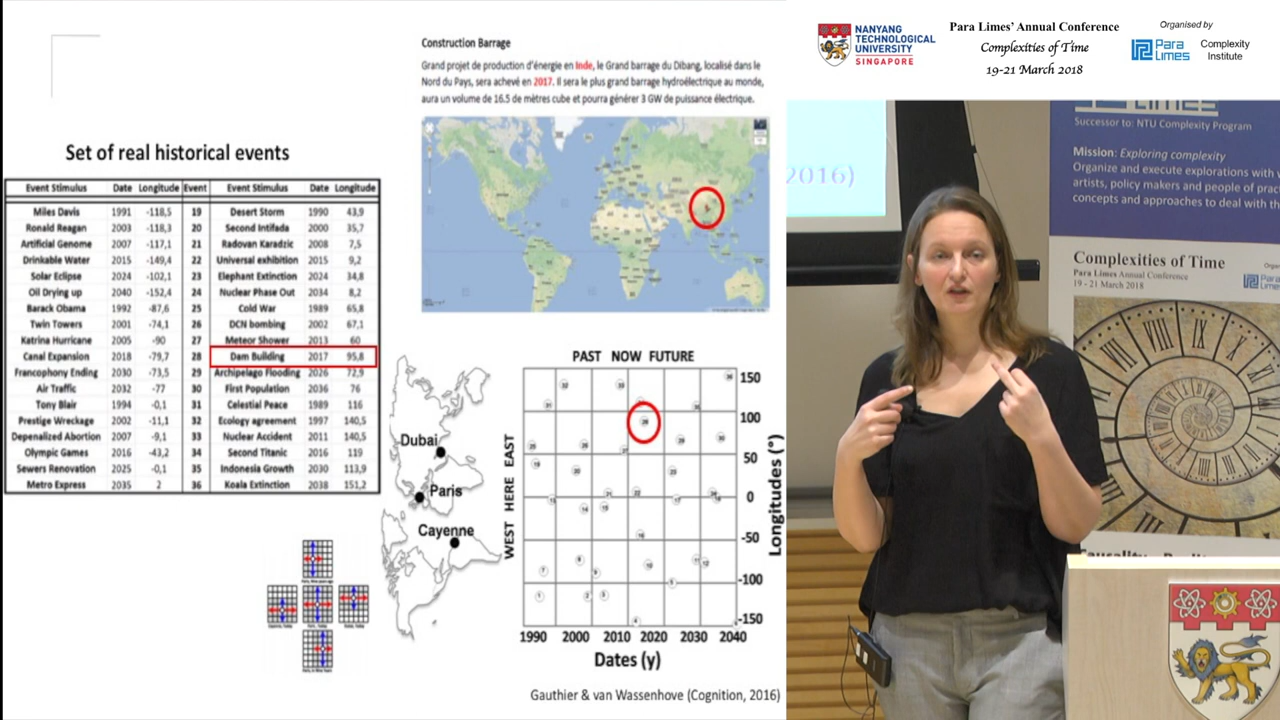 Construction Barrage
Grand projet de production d'énergie en Inde, le Grand barrage du Dibang, localisé dans le
Nord du Pays, sera achevé en 2017. Il sera le plus grand barrage hydroélectrique au monde,
aura un volume de 16.5 de mètres cube et pourra générer 3 GW de puissance électrique.
Set of real historical events
Event Stimulus Date Longitude Event Event Stimulus Date Longitude
Miles Davis 1991 -118,5 19 Desert Storm 1990 43,9
Ronald Reagan 2003 -118,3 20 Second Intifada 2000 35,7
Artificial Genome 2007 -117,1 21 Radovan Karadzic 2008 7,5
Drinkable Water 2015 -149,4 22 Universal exhibition 2015 9,2
Solar Eclipse 2024 -102,1 23 Elephant Extinction 2024 34,8
Oil Drying up 2040 -152,4 24 Nuclear Phase Out 2034 8,2
Barack Obama 1992 -87,6 25 Cold War 1989 65,8
Twin Towers 2001 -74,1 26 DCN bombing 2002 67,1
Katrina Hurricane 2005 -90 27 Meteor Shower 2013 60
Canal Expansion 2018 -79,7 28 Dam Building 2017 95,8
Francophony Ending 2030 -73,5 29 Archipelago Flooding 2026 72,9
Air Traffic 2032 -77 30 First Population 2036 76
Tony Blair 1994 -0,1 31 Celestial Peace 1989 116
Prestige Wreckage 2002 -11,1 32 Ecology agreement 1997 140,5
Depenalized Abortion 2007 -9,1 33 Nuclear Accident 2011 140,5
Olympic Games 2016 -43,2 34 Second Titanic 2016 119
Sewers Renovation 2025 -0,1 35 Indonesia Growth 2030 113,9
Metro Express 2035 2 36 Koala Extinction 2038 151,2
Dubai
Paris
Cayenne
PAST NOW FUTURE
WEST HERE EAST
150
100
50
0
-50
-100
-150
Longitudes (°)
1990 2000 2010 2020 2030 2040
Dates (y)
Gauthier & van Wassenhove (Cognition, 2016)
NANYANG
TECHNOLOGICAL
UNIVERSITY
SINGAPORE
Para Limes' Annual Conference
Complexities of Time
19-21 March 2018
Organised by
Para
Limes
Complexity
Institute
2016)
Successor to: NTU Complexity Program
Mission: Exploring complexity
Organize and execute explorations with
artists, policy makers and people of
concepts and approaches to deal with
Complexities of Time
Para Limes Annual Conference
19 - 21 March 2018
Para